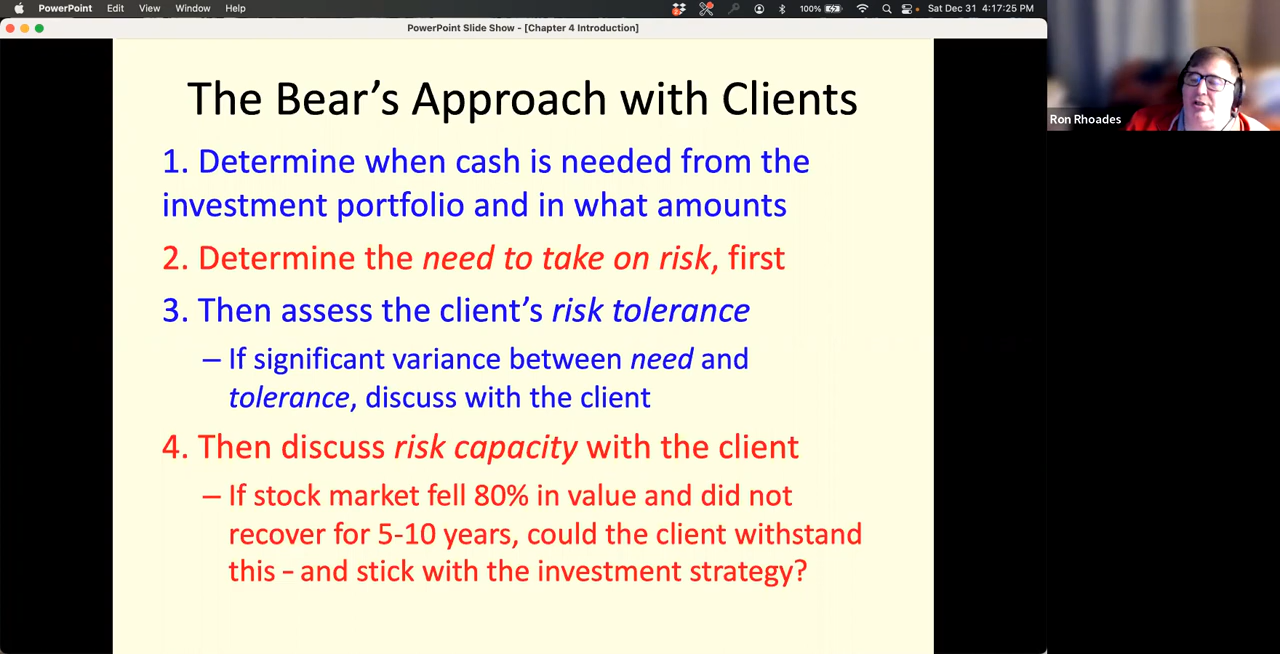 PowerPoint Edit View Window Help 100% Sat Dec 31 4:17:25 PM
PowerPoint Slide Show - [Chapter 4 Introduction]
The Bear’s Approach with Clients
1. Determine when cash is needed from the
investment portfolio and in what amounts
2. Determine the need to take on risk, first
3. Then assess the client’s risk tolerance
– If significant variance between need and
tolerance, discuss with the client
4. Then discuss risk capacity with the client
– If stock market fell 80% in value and did not
recover for 5-10 years, could the client withstand
this – and stick with the investment strategy?
Ron Rhoades